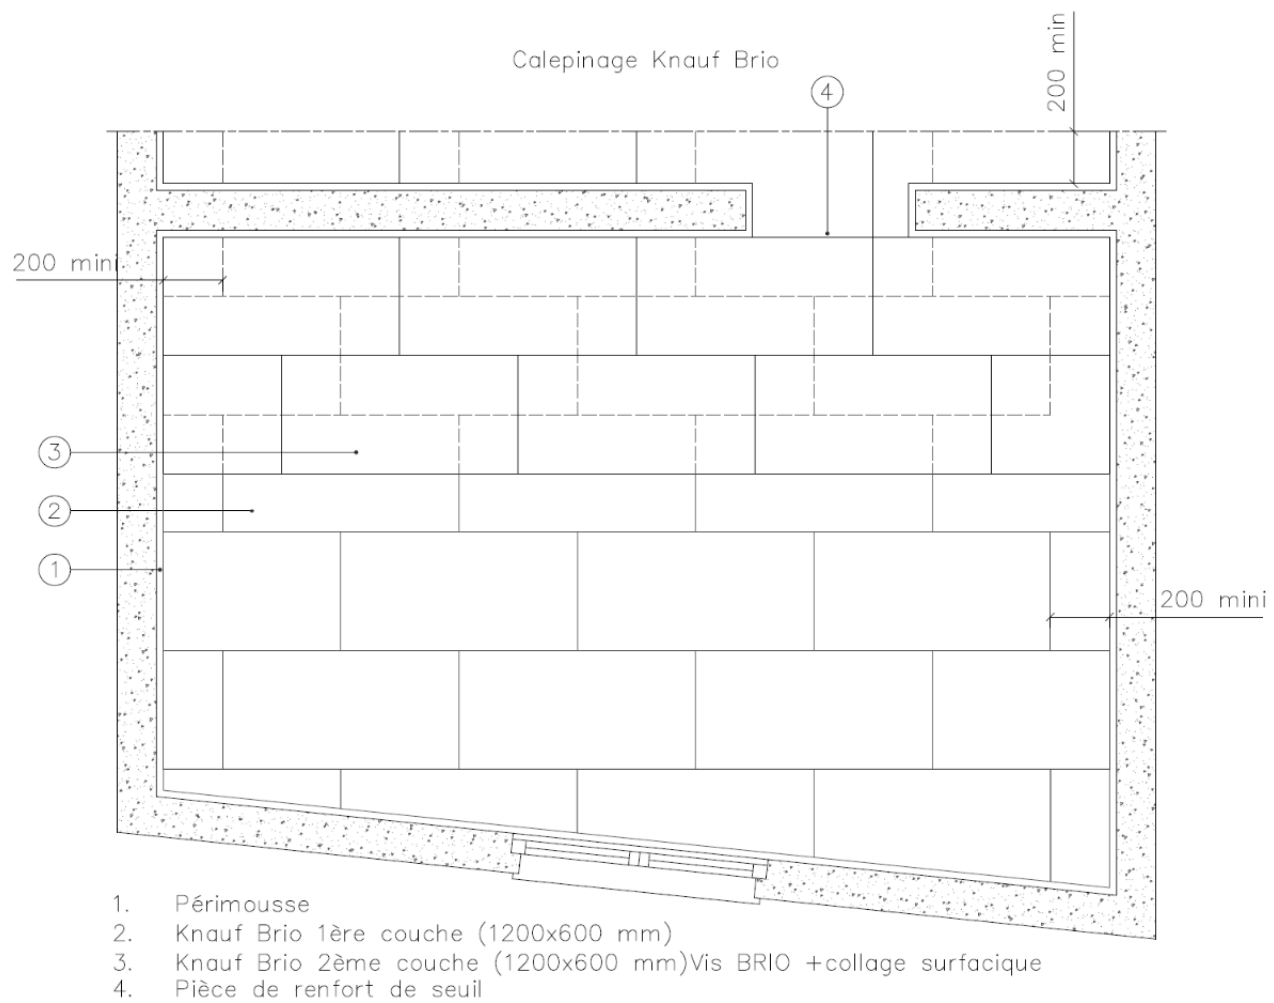 Calepinage Knauf Brio
200 min
4
200 mini
3
2
1
200 mini
1. Périmousse
2. Knauf Brio 1ère couche (1200x600 mm)
3. Knauf Brio 2ème couche (1200x600 mm)Vis BRIO +collage surfacique
4. Pièce de renfort de seuil